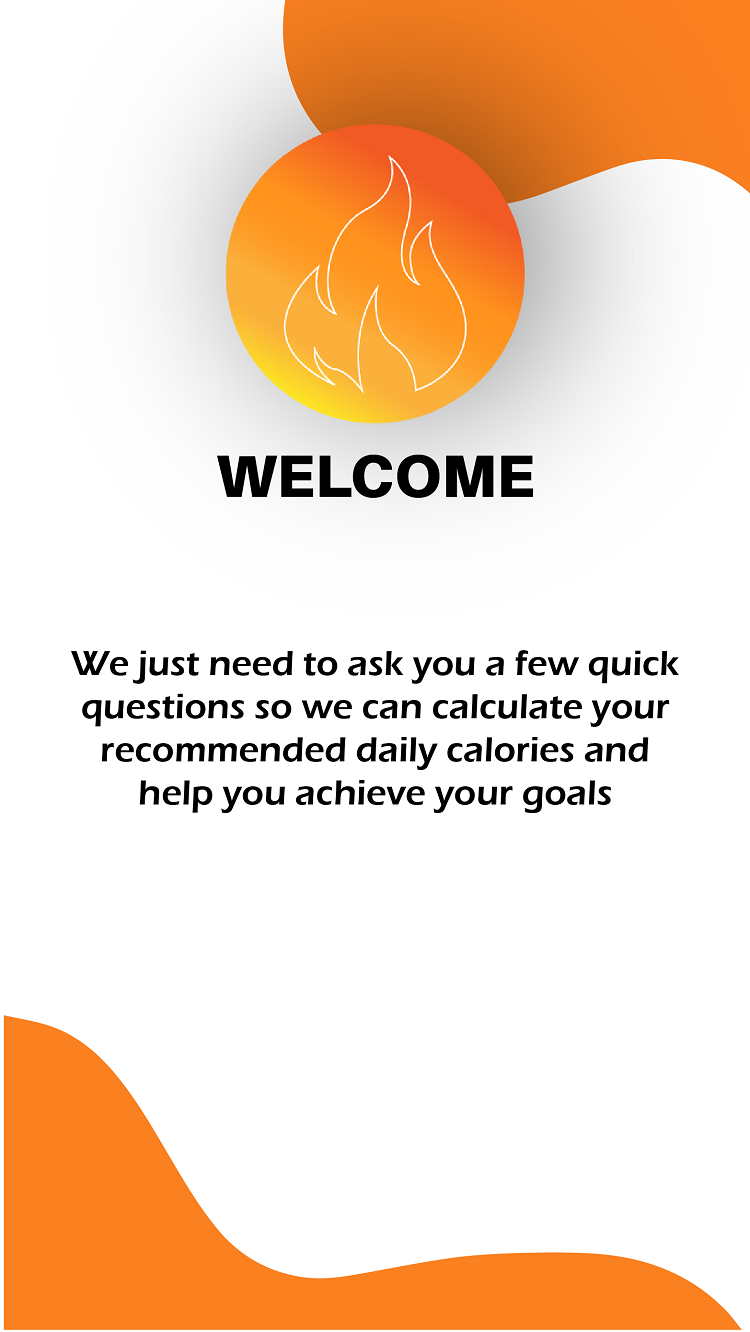 WELCOME
We just need to ask you a few quick
questions so we can calculate your
recommended daily calories and
help you achieve your goals